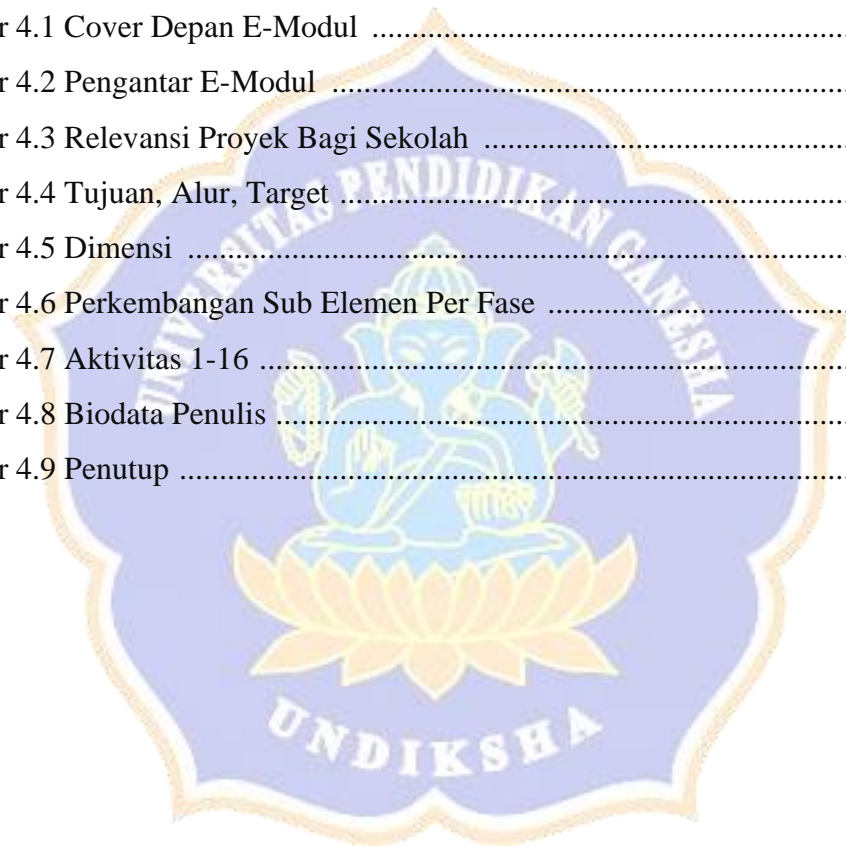 r 4.1 Cover Depan E-Modul ......................................................................
r 4.2 Pengantar E-Modul ...........................................................................
r 4.3 Relevansi Proyek Bagi Sekolah .......................................................
r 4.4 Tujuan, Alur, Target ..........................................................................
r 4.5 Dimensi ..............................................................................................
r 4.6 Perkembangan Sub Elemen Per Fase ................................................
r 4.7 Aktivitas 1-16 .....................................................................................
r 4.8 Biodata Penulis ...................................................................................
r 4.9 Penutup ...............................................................................................
UNIVERSITAS PENDIDIKAN GANESHA
UNDIKSHA